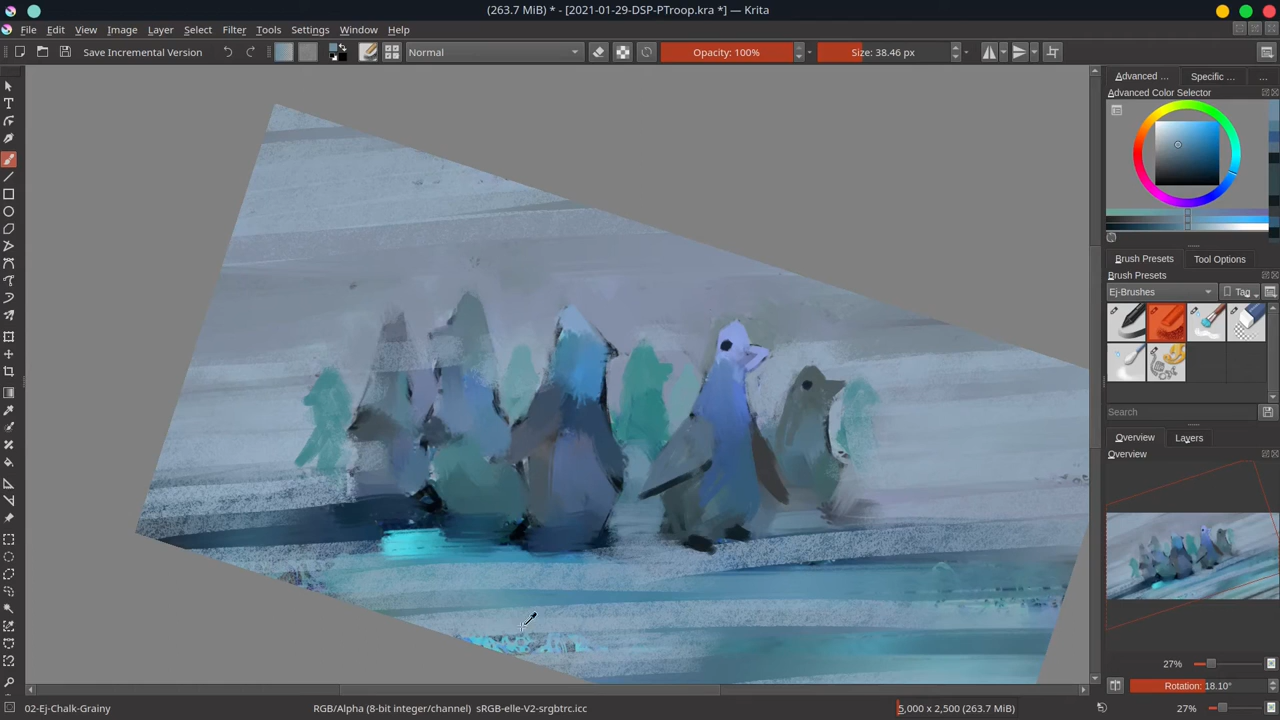 (263.7 MiB) * - [2021-01-29-DSP-PTroop.kra *] — Krita
File Edit View Image Layer Select Filter Tools Settings Window Help
Save Incremental Version Normal Opacity: 100% Size: 38.46 px
Advanced ... Specific ... ...
Advanced Color Selector
Brush Presets Tool Options
Brush Presets
Ej-Brushes Tag
Search
Overview Layers
Overview
27%
Rotation: 18.10°
02-Ej-Chalk-Grainy RGB/Alpha (8-bit integer/channel) sRGB-elle-V2-srgbtrc.icc 5,000 x 2,500 (263.7 MiB) 27%